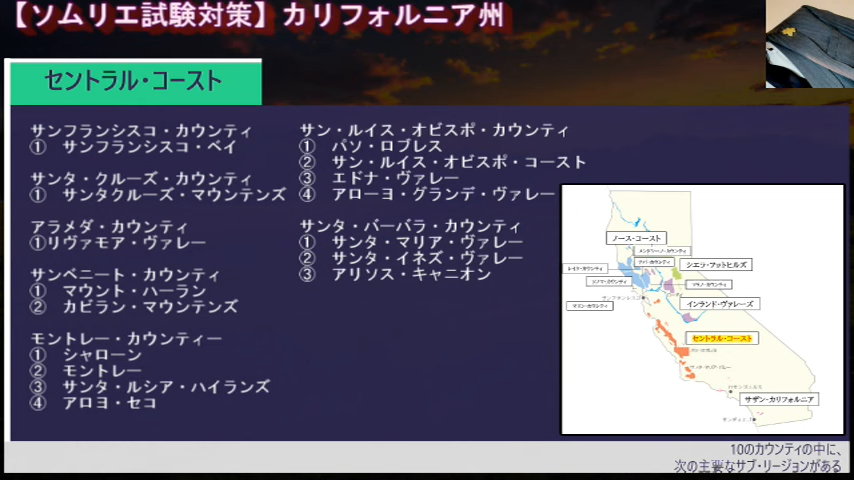 【ソムリエ試験対策】カリフォルニア州
セントラル・コースト
サンフランシスコ・カウンティ
① サンフランシスコ・ベイ
サンタ・クルーズ・カウンティ
① サンタクルーズ・マウンテンズ
アラメダ・カウンティ
①リヴァモア・ヴァレー
サンベニート・カウンティ
① マウント・ハーラン
② カビラン・マウンテンズ
モントレー・カウンティー
① シャローン
② モントレー
③ サンタ・ルシア・ハイランズ
④ アロヨ・セコ
サン・ルイス・オビスポ・カウンティ
① パソ・ロブレス
② サン・ルイス・オビスポ・コースト
③ エドナ・ヴァレー
④ アローヨ・グランデ・ヴァレー
サンタ・バーバラ・カウンティ
① サンタ・マリア・ヴァレー
② サンタ・イネズ・ヴァレー
③ アリソス・キャニオン
ノース・コースト
シエラ・フットヒルズ
インランド・ヴァレーズ
セントラル・コースト
サザン・カリフォルニア
10のカウンティの中に、
次の主要なサブ・リージョンがある